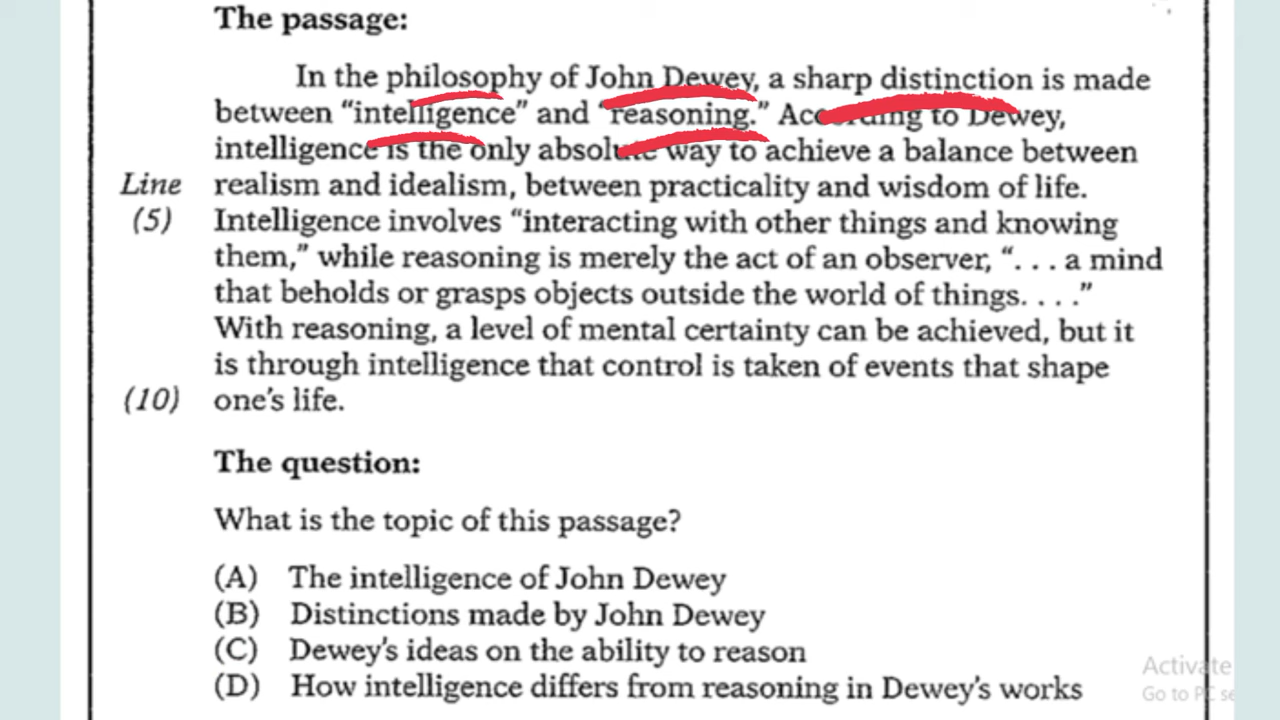 The passage:
In the philosophy of John Dewey, a sharp distinction is made
between “intelligence” and “reasoning.” According to Dewey,
intelligence is the only absolute way to achieve a balance between
Line realism and idealism, between practicality and wisdom of life.
(5) Intelligence involves “interacting with other things and knowing
them,” while reasoning is merely the act of an observer, “. . . a mind
that beholds or grasps objects outside the world of things. . . .”
With reasoning, a level of mental certainty can be achieved, but it
is through intelligence that control is taken of events that shape
(10) one’s life.
The question:
What is the topic of this passage?
(A) The intelligence of John Dewey
(B) Distinctions made by John Dewey
(C) Dewey’s ideas on the ability to reason
(D) How intelligence differs from reasoning in Dewey’s works
Activate
Go to PC se